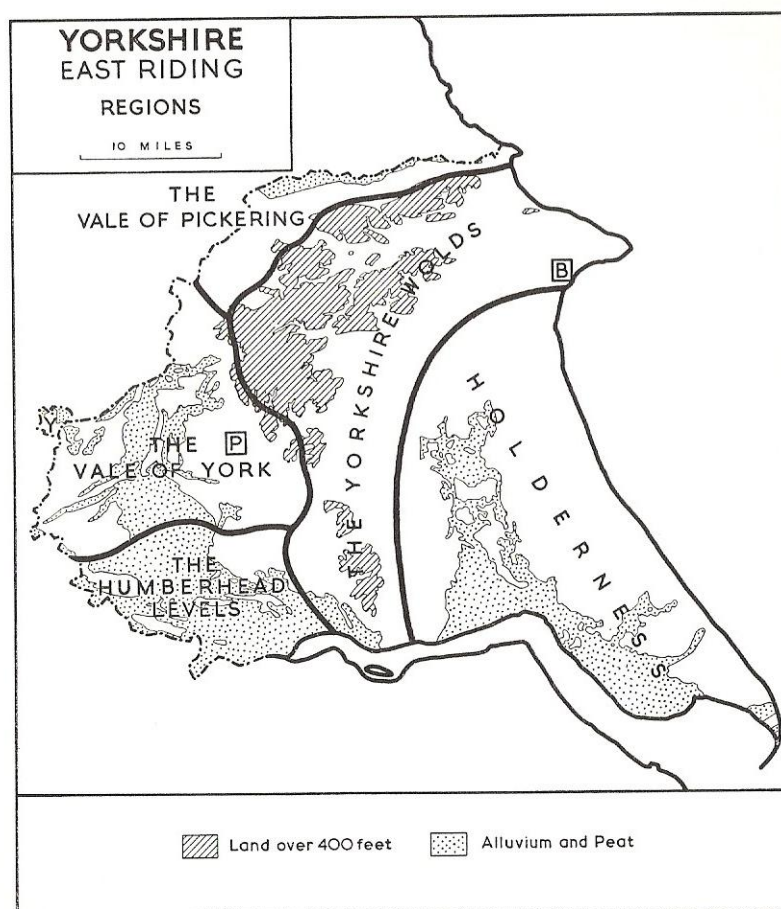 YORKSHIRE
EAST RIDING
REGIONS
10 MILES
THE
VALE OF PICKERING
THE YORKSHIRE WOLDS
B
HOLDERNESS
Y
THE
P
VALE OF YORK
THE
HUMBERHEAD
LEVELS
Land over 400 feet
Alluvium and Peat